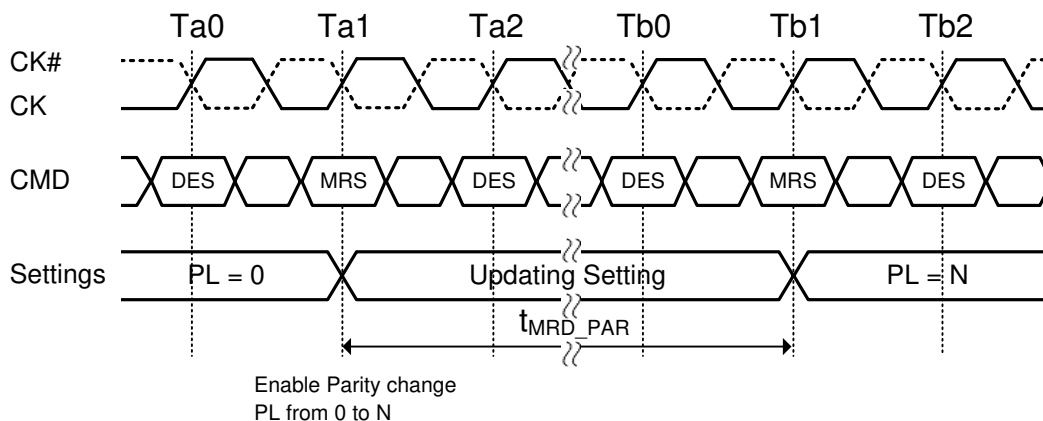 Ta0 Ta1 Ta2 Tb0 Tb1 Tb2
CK#
CK
CMD DES MRS DES DES MRS DES
Settings PL = 0 Updating Setting PL = N
tMRD_PAR
Enable Parity change
PL from 0 to N